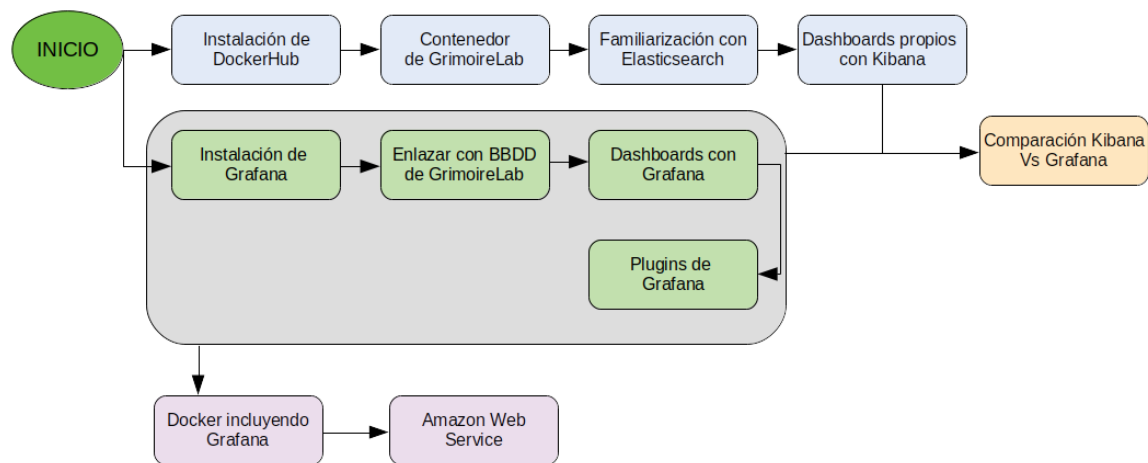 INICIO
Instalación de
DockerHub
Contenedor
de GrimoireLab
Familiarización con
Elasticsearch
Dashboards propios
con Kibana
Instalación de
Grafana
Enlazar con BBDD
de GrimoireLab
Dashboards con
Grafana
Comparación Kibana
Vs Grafana
Plugins de
Grafana
Docker incluyendo
Grafana
Amazon Web
Service